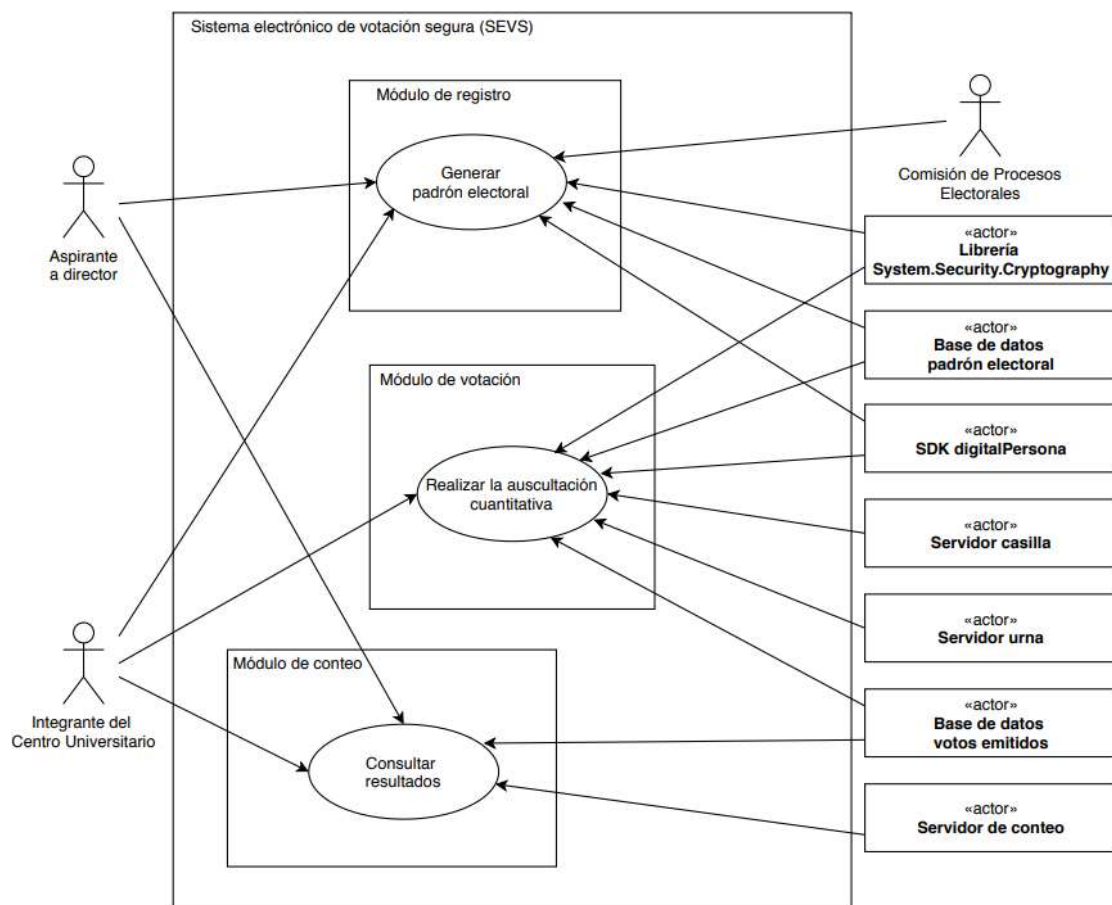 Sistema electrónico de votación segura (SEVS)
Módulo de registro
Generar
padrón electoral
Aspirante
a director
Comisión de Procesos
Electorales
«actor»
Librería
System.Security.Cryptography
«actor»
Base de datos
padrón electoral
Módulo de votación
«actor»
SDK digitalPersona
Realizar la auscultación
cuantitativa
«actor»
Servidor casilla
«actor»
Servidor urna
Integrante del
Centro Universitario
Módulo de conteo
Consultar
resultados
«actor»
Base de datos
votos emitidos
«actor»
Servidor de conteo